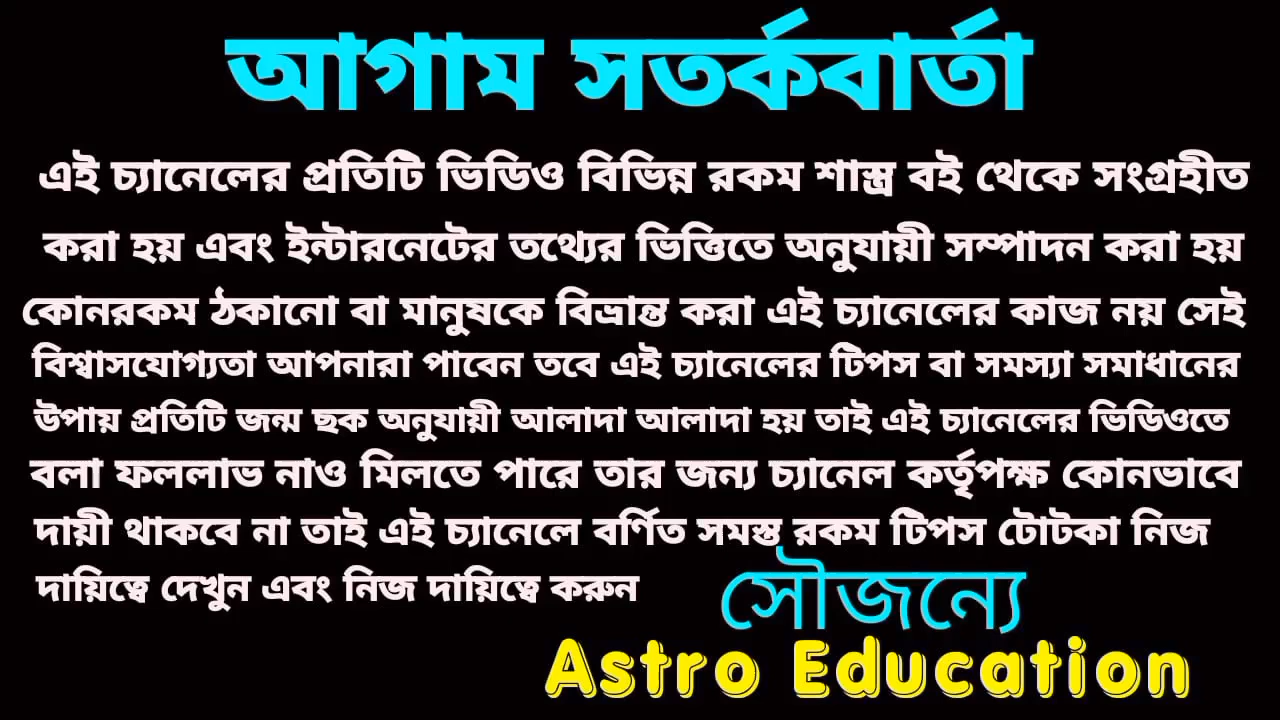 আগাম সতর্কবার্তা
এই চ্যানেলের প্রতিটি ভিডিও বিভিন্ন রকম শাস্ত্র বই থেকে সংগ্রহীত
করা হয় এবং ইন্টারনেটের তথ্যের ভিত্তিতে অনুযায়ী সম্পাদন করা হয়
কোনরকম ঠকানো বা মানুষকে বিভ্রান্ত করা এই চ্যানেলের কাজ নয় সেই
বিশ্বাসযোগ্যতা আপনারা পাবেন তবে এই চ্যানেলের টিপস বা সমস্যা সমাধানের
উপায় প্রতিটি জন্ম ছক অনুযায়ী আলাদা আলাদা হয় তাই এই চ্যানেলের ভিডিওতে
বলা ফললাভ নাও মিলতে পারে তার জন্য চ্যানেল কর্তৃপক্ষ কোনভাবে
দায়ী থাকবে না তাই এই চ্যানেলে বর্ণিত সমস্ত রকম টিপস টোটকা নিজ
দায়িত্বে দেখুন এবং নিজ দায়িত্বে করুন
সৌজন্যে
Astro Education